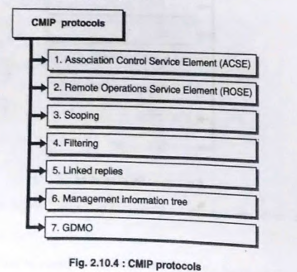 CMIP protocols
1. Association Control Service Element (ACSE)
2. Remote Operations Service Element (ROSE)
3. Scoping
4. Filtering
5. Linked replies
6. Management information tree
7. GDMO
Fig. 2.10.4 : CMIP protocols